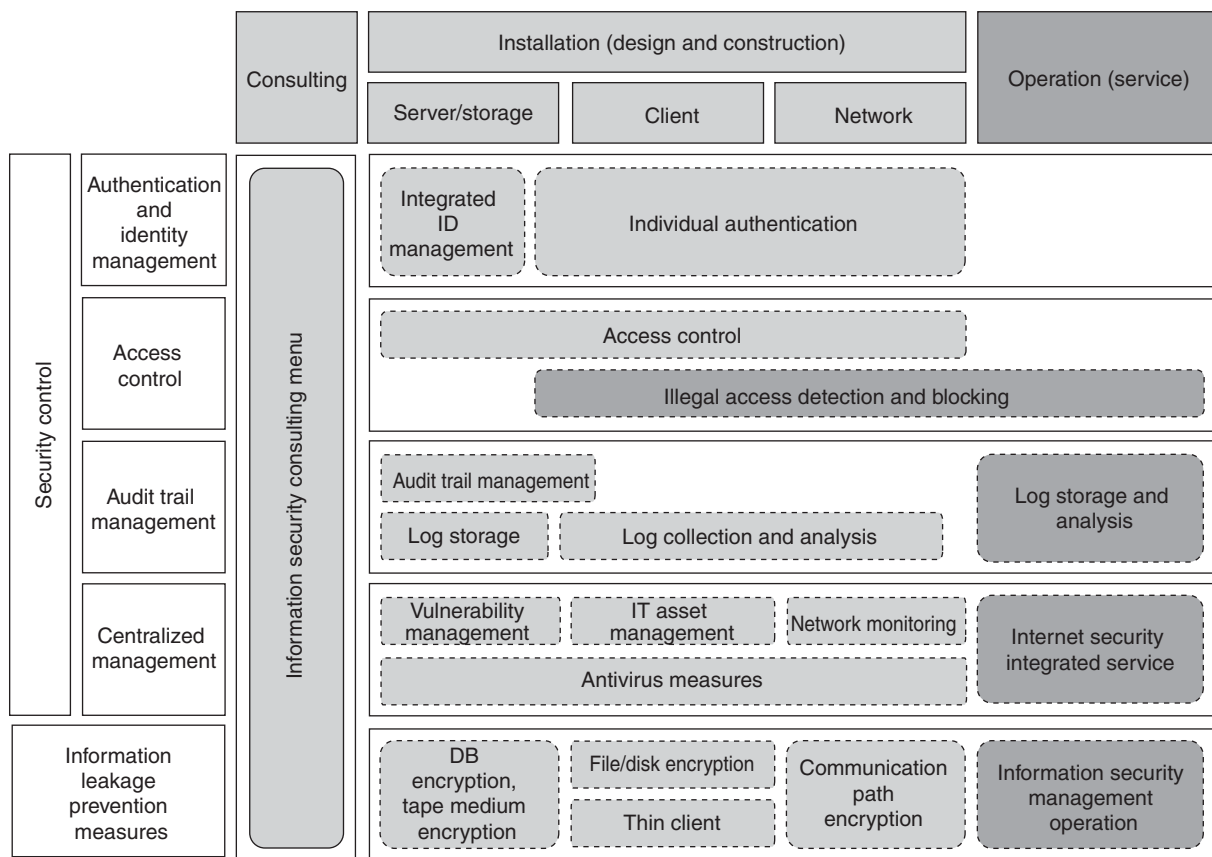 Consulting
Installation (design and construction)
Server/storage
Client
Network
Operation (service)
Security control
Authentication
and
identity
management
Information security consulting menu
Integrated
ID
management
Individual authentication
Access
control
Access control
Illegal access detection and blocking
Audit trail
management
Audit trail management
Log storage
Log collection and analysis
Log storage and
analysis
Centralized
management
Vulnerability
management
IT asset
management
Network monitoring
Antivirus measures
Internet security
integrated service
Information
leakage
prevention
measures
DB
encryption,
tape medium
encryption
File/disk encryption
Thin client
Communication
path
encryption
Information security
management
operation